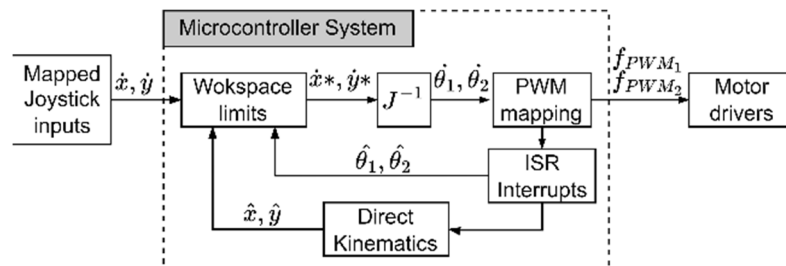 Microcontroller System
Mapped
Joystick
inputs
ẋ, ẏ
Wokspace
limits
ẋ*, ẏ*
J⁻¹
θ̇₁, θ̇₂
PWM
mapping
f_PWM₁
f_PWM₂
Motor
drivers
θ̂₁, θ̂₂
ISR
Interrupts
x̂, ŷ
Direct
Kinematics